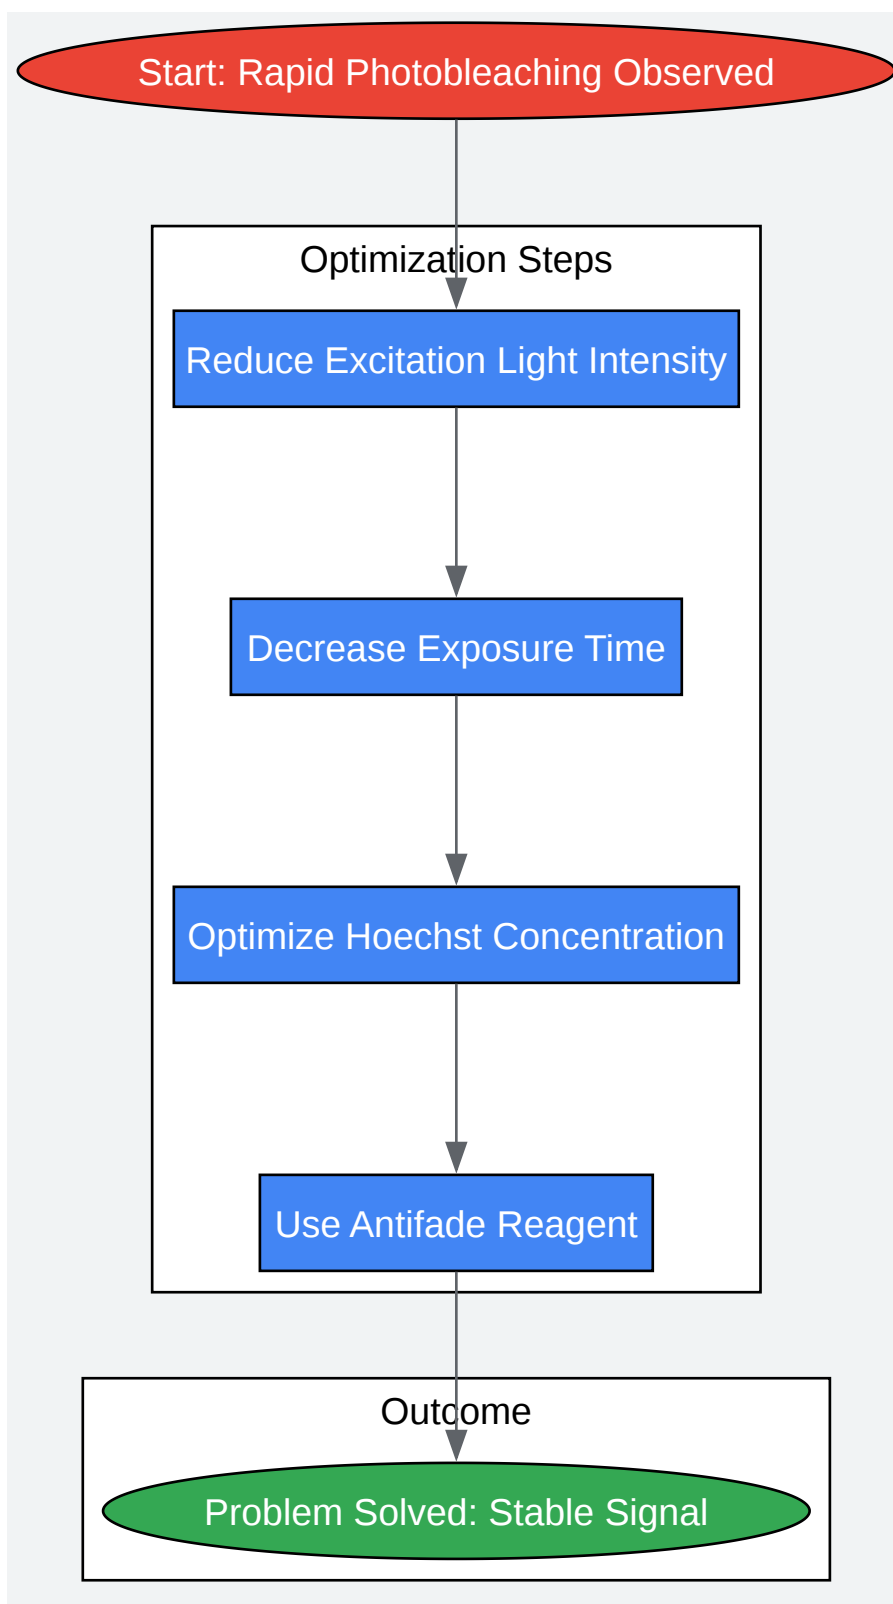 Start: Rapid Photobleaching Observed
Optimization Steps
Reduce Excitation Light Intensity
Decrease Exposure Time
Optimize Hoechst Concentration
Use Antifade Reagent
Outcome
Problem Solved: Stable Signal